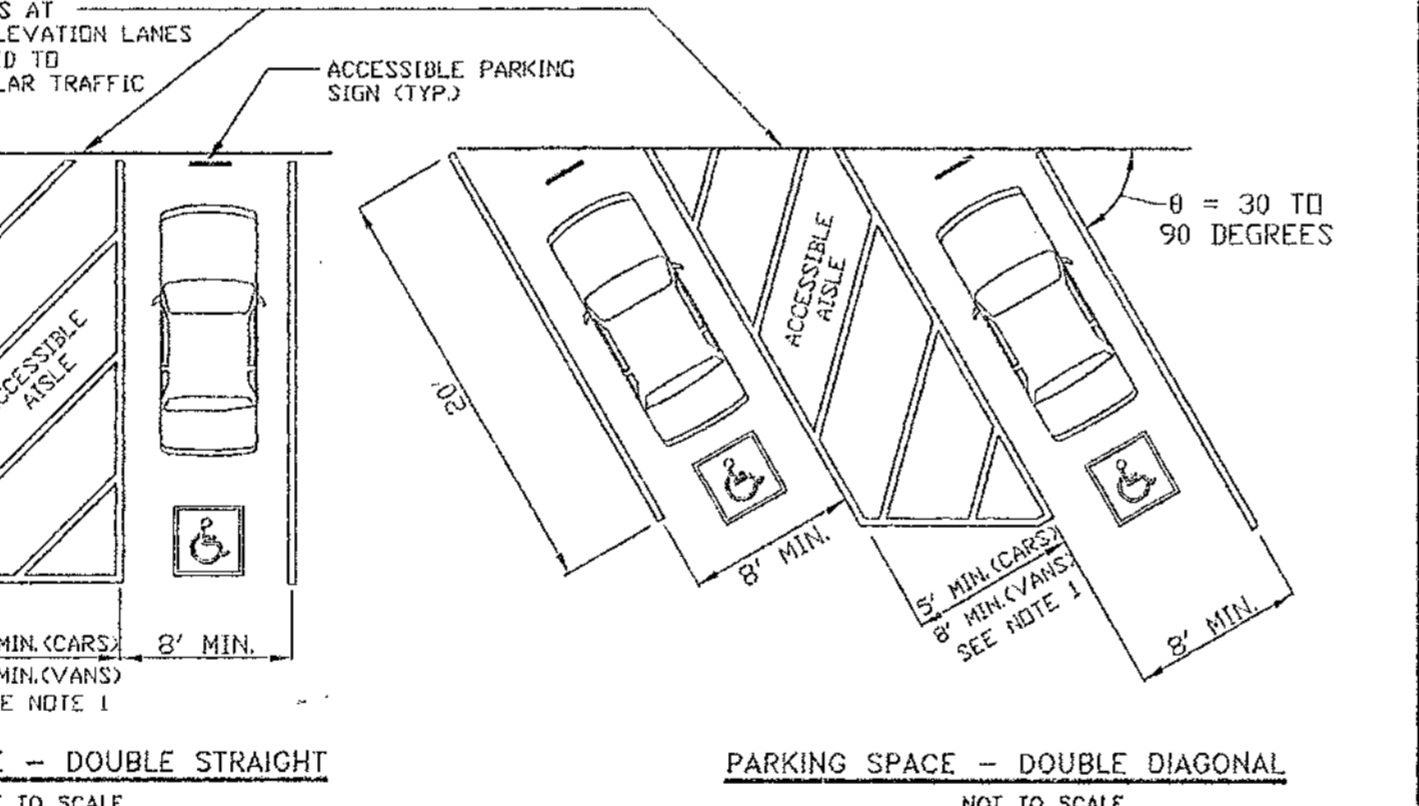 S AT
LEVATION LANES
D TO
LAR TRAFFIC
ACCESSIBLE PARKING
SIGN (TYP.)
θ = 30 TO
90 DEGREES
ACCESSIBLE
AISLE
CCESSIBLE
AISLE
20'
8' MIN.
5' MIN.(CARS)
8' MIN.(VANS)
SEE NOTE 1
8' MIN.
MIN.(CARS)
8' MIN.
MIN.(VANS)
E NOTE 1
E - DOUBLE STRAIGHT
PARKING SPACE - DOUBLE DIAGONAL
T TO SCALE
NOT TO SCALE